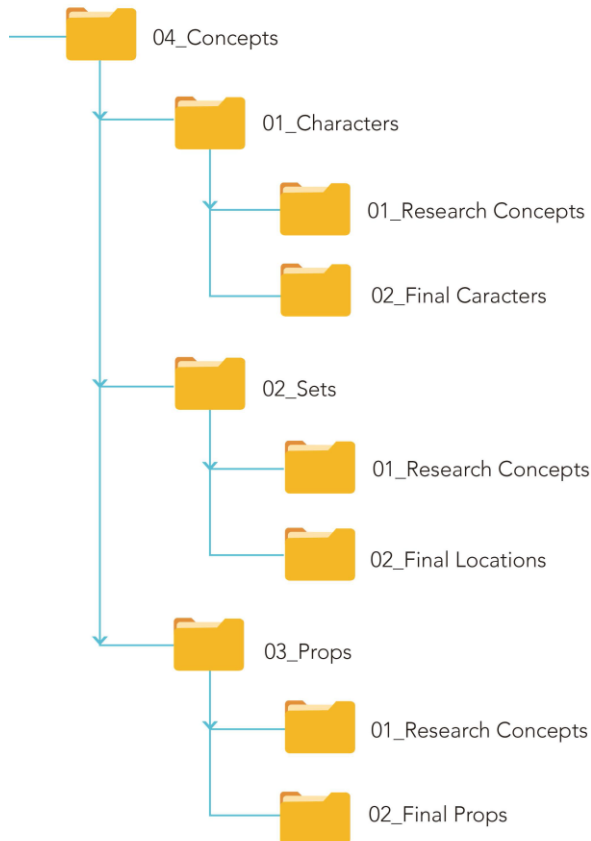 04_Concepts
01_Characters
01_Research Concepts
02_Final Caracters
02_Sets
01_Research Concepts
02_Final Locations
03_Props
01_Research Concepts
02_Final Props